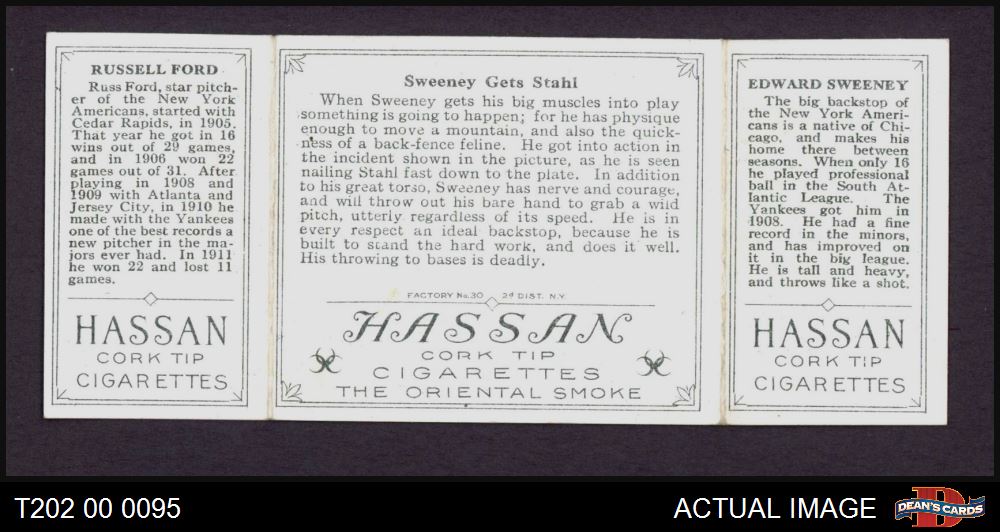 RUSSELL FORD
Russ Ford, star pitch-
er of the New York
Americans, started with
Cedar Rapids, in 1905.
That year he got in 16
wins out of 29 games,
and in 1906 won 22
games out of 31. After
playing in 1908 and
1909 with Atlanta and
Jersey City, in 1910 he
made with the Yankees
one of the best records a
new pitcher in the ma-
jors ever had. In 1911
he won 22 and lost 11
games.
HASSAN
CORK TIP
CIGARETTES
Sweeney Gets Stahl
When Sweeney gets his big muscles into play
something is going to happen; for he has physique
enough to move a mountain, and also the quick-
ness of a back-fence feline. He got into action in
the incident shown in the picture, as he is seen
nailing Stahl fast down to the plate. In addition
to his great torso, Sweeney has nerve and courage,
and will throw out his bare hand to grab a wild
pitch, utterly regardless of its speed. He is in
every respect an ideal backstop, because he is
built to stand the hard work, and does it well.
His throwing to bases is deadly.
FACTORY No.30 2d DIST. N.Y.
HASSAN
CORK TIP
CIGARETTES
THE ORIENTAL SMOKE
EDWARD SWEENEY
The big backstop of
the New York Ameri-
cans is a native of Chi-
cago, and makes his
home there between
seasons. When only 16
he played professional
ball in the South At-
lantic League. The
Yankees got him in
1908. He had a fine
record in the minors,
and has improved on
it in the big league.
He is tall and heavy,
and throws like a shot.
HASSAN
CORK TIP
CIGARETTES
T202 00 0095
ACTUAL IMAGE
D
DEAN'S CARDS